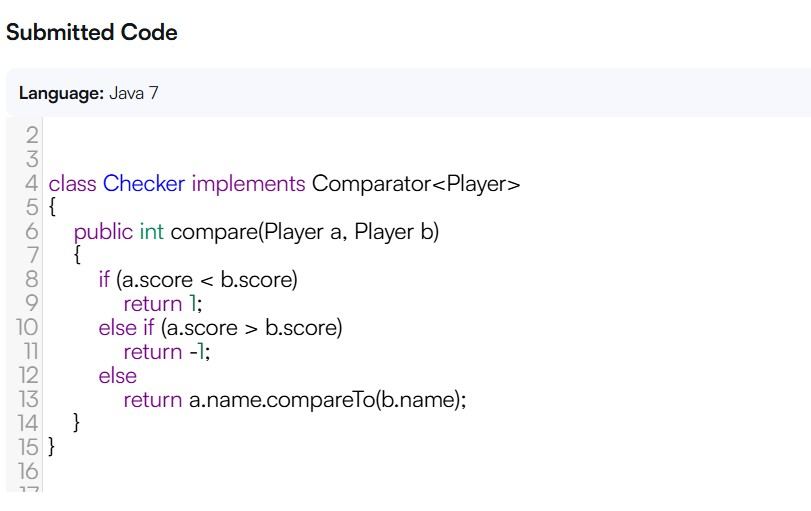 Submitted Code
Language: Java 7
2
3
4 class Checker implements Comparator<Player>
5 {
6 public int compare(Player a, Player b)
7 {
8 if (a.score < b.score)
9 return 1;
10 else if (a.score > b.score)
11 return -1;
12 else
13 return a.name.compareTo(b.name);
14 }
15 }
16
17